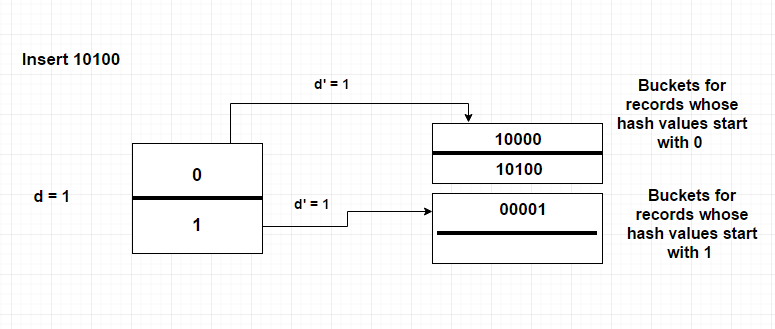 Insert 10100
d' = 1
Buckets for
records whose
hash values start
with 0
10000
10100
0
d = 1
1
d' = 1
00001
Buckets for
records whose
hash values start
with 1